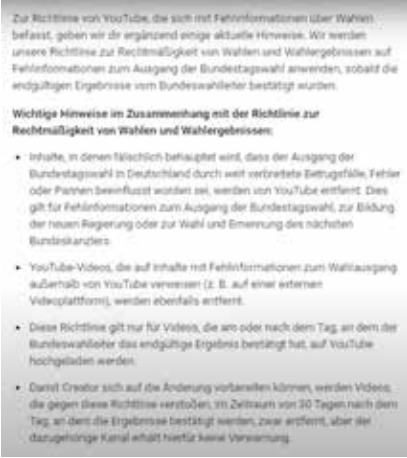 Zur Richtlinie von YouTube, die sich mit Fehlinformationen über Wahlen
befasst, geben wir dir ergänzend einige aktuelle Hinweise. Wir werden
unsere Richtlinie zur Rechtmäßigkeit von Wahlen und Wahlergebnissen auf
Fehlinformationen zum Ausgang der Bundestagswahl anwenden, sobald die
endgültigen Ergebnisse vom Bundeswahlleiter bestätigt wurden.
Wichtige Hinweise im Zusammenhang mit der Richtlinie zur
Rechtmäßigkeit von Wahlen und Wahlergebnissen:
• Inhalte, in denen fälschlich behauptet wird, dass der Ausgang der
Bundestagswahl in Deutschland durch weit verbreitete Betrugsfälle, Fehler
oder Pannen beeinflusst worden sei, werden von YouTube entfernt. Dies
gilt für Fehlinformationen zum Ausgang der Bundestagswahl, zur Bildung
der neuen Regierung oder zur Wahl und Ernennung des nächsten
Bundeskanzlers.
• YouTube-Videos, die auf Inhalte mit Fehlinformationen zum Wahlausgang
außerhalb von YouTube verweisen (z. B. auf einer externen
Videoplattform), werden ebenfalls entfernt.
• Diese Richtlinie gilt nur für Videos, die am oder nach dem Tag, an dem der
Bundeswahlleiter das endgültige Ergebnis bestätigt hat, auf YouTube
hochgeladen werden.
• Damit Creator sich auf die Änderung vorbereiten können, werden Videos,
die gegen diese Richtlinie verstoßen, im Zeitraum von 30 Tagen nach dem
Tag, an dem die Ergebnisse bestätigt werden, zwar entfernt, aber der
dazugehörige Kanal erhält hierfür keine Verwarnung.